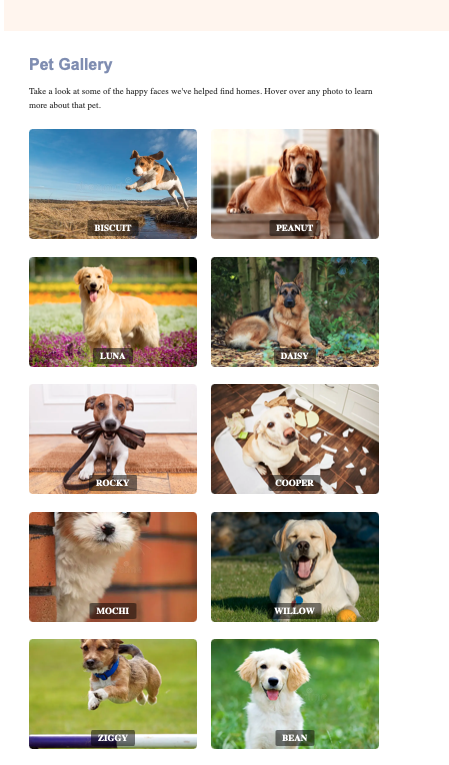 Pet Gallery
Take a look at some of the happy faces we've helped find homes. Hover over any photo to learn
more about that pet.
BISCUIT
PEANUT
LUNA
DAISY
ROCKY
COOPER
MOCHI
WILLOW
ZIGGY
BEAN